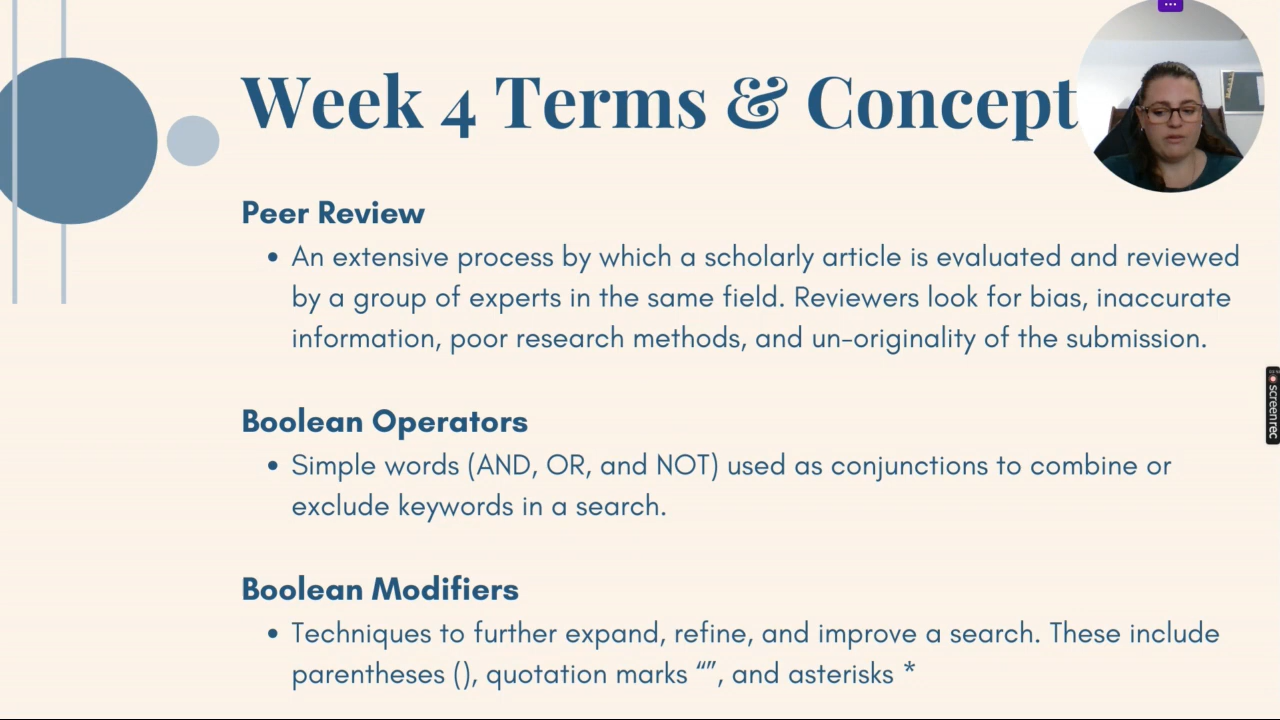 Week 4 Terms & Concept
Peer Review
• An extensive process by which a scholarly article is evaluated and reviewed
by a group of experts in the same field. Reviewers look for bias, inaccurate
information, poor research methods, and un-originality of the submission.
Boolean Operators
• Simple words (AND, OR, and NOT) used as conjunctions to combine or
exclude keywords in a search.
Boolean Modifiers
• Techniques to further expand, refine, and improve a search. These include
parentheses (), quotation marks “”, and asterisks *
screenrec